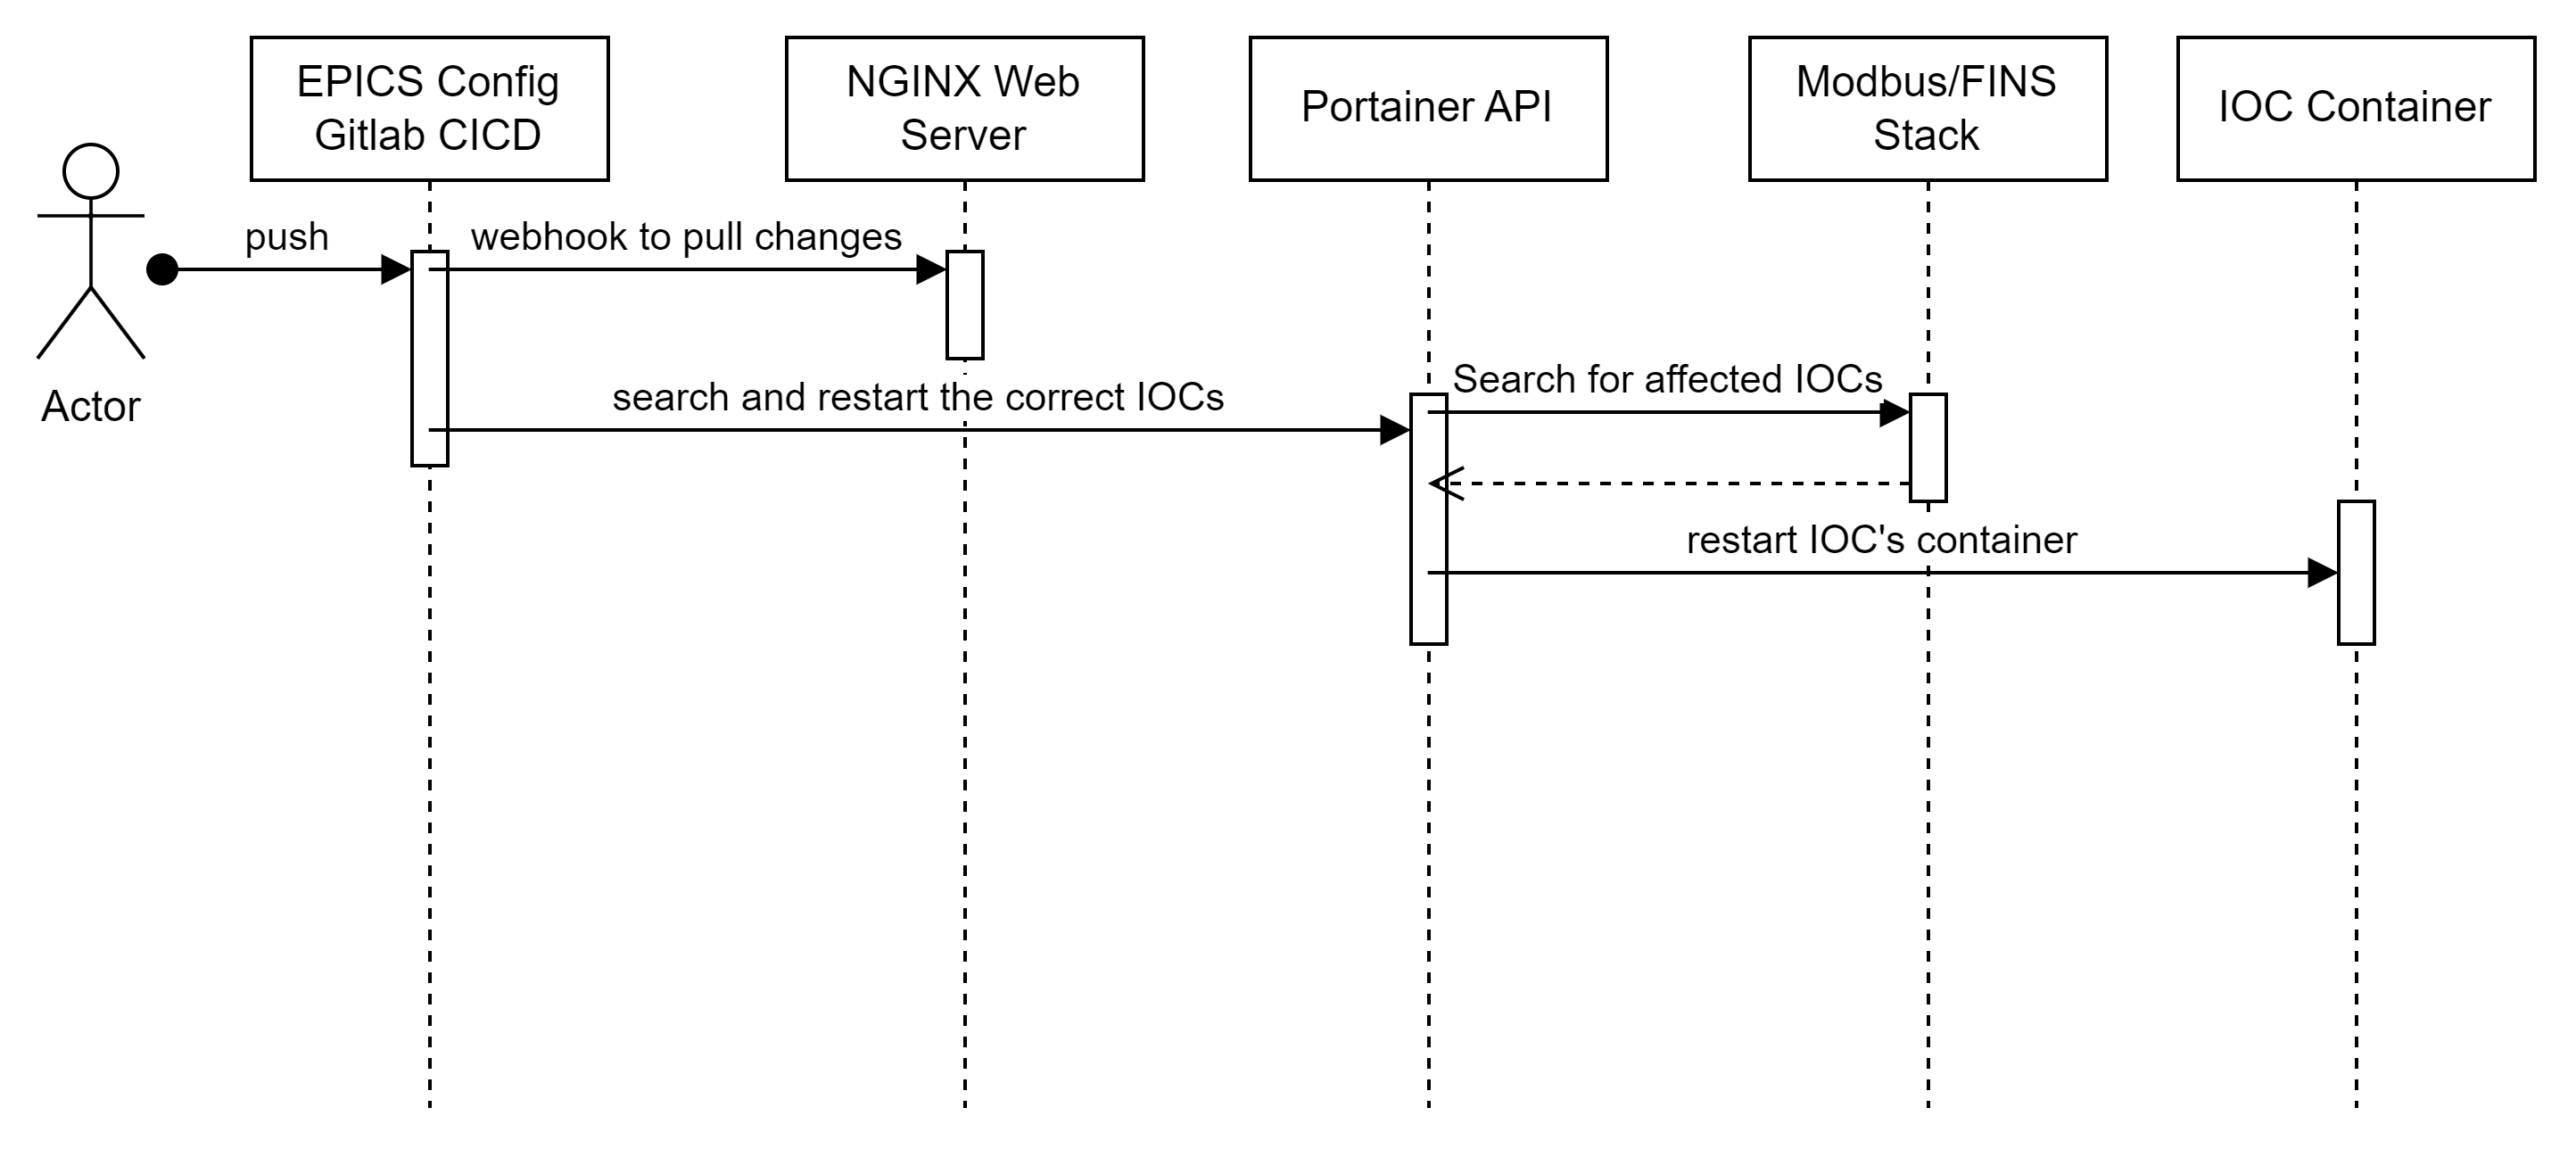 EPICS Config
Gitlab CICD
NGINX Web
Server
Portainer API
Modbus/FINS
Stack
IOC Container
push
webhook to pull changes
Search for affected IOCs
search and restart the correct IOCs
Actor
restart IOC's container